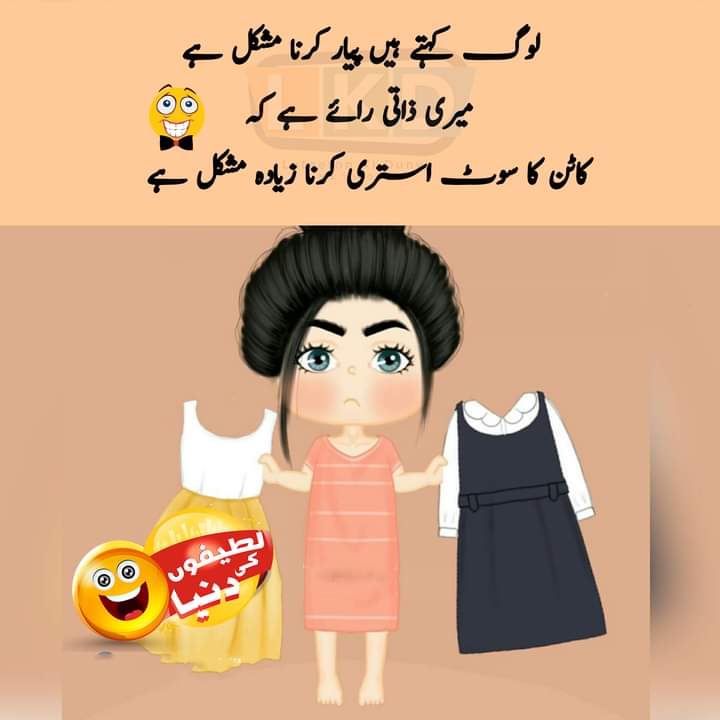 لوگ کہتے ہیں پیار کرنا مشکل ہے
میری ذاتی رائے ہے کہ
کاٹن کا سوٹ استری کرنا زیادہ مشکل ہے
LKD
لطیفوں
کی
دنیا